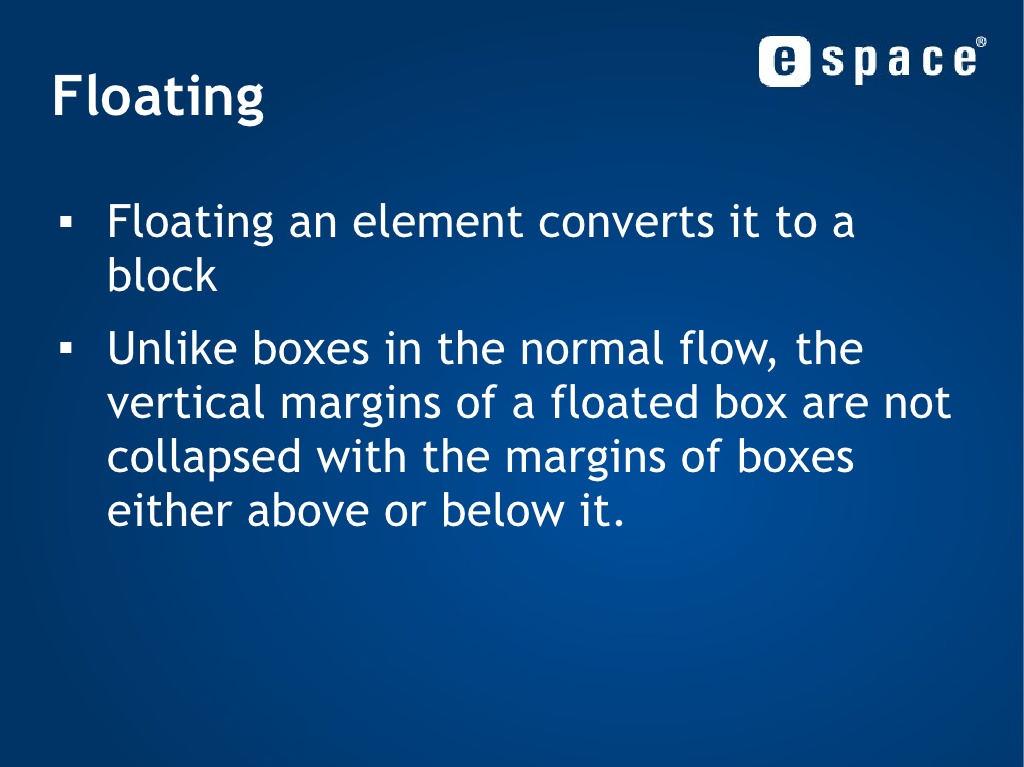 e space®
Floating
▪ Floating an element converts it to a
block
▪ Unlike boxes in the normal flow, the
vertical margins of a floated box are not
collapsed with the margins of boxes
either above or below it.